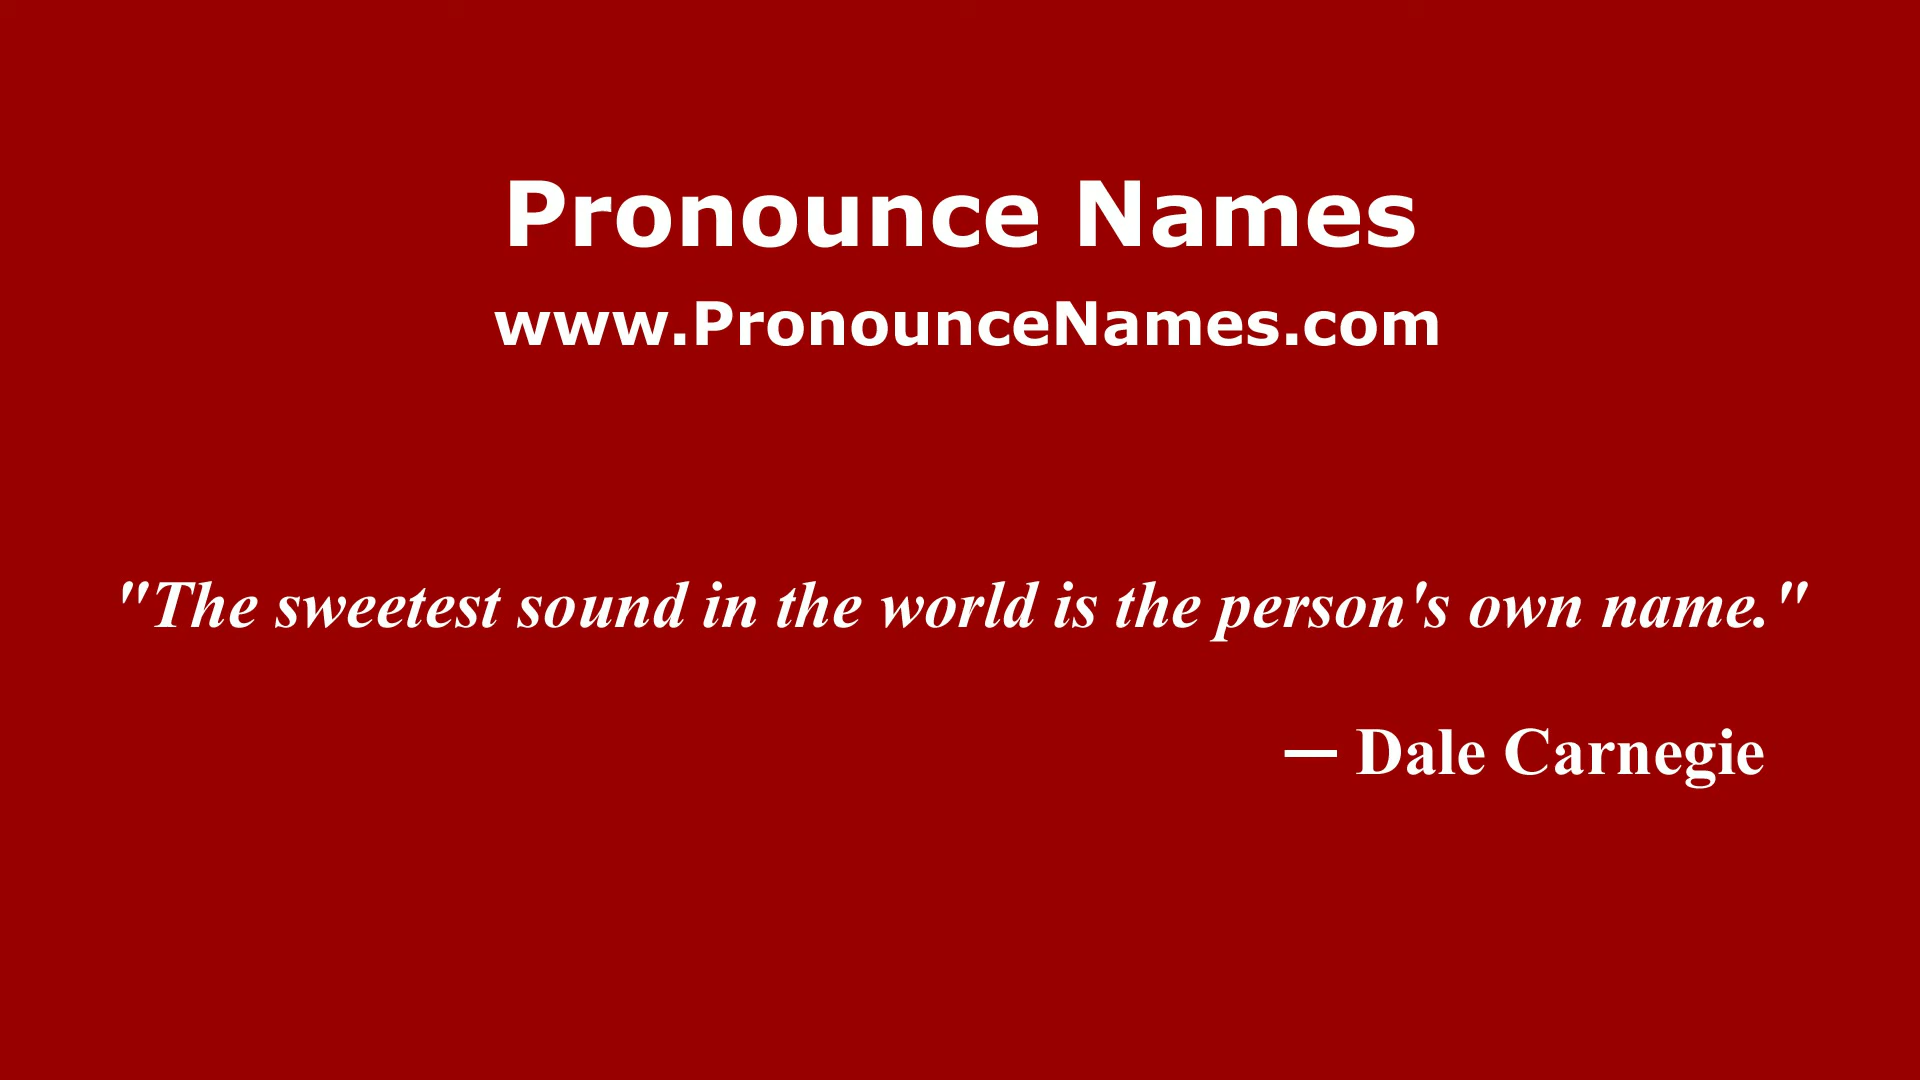 Pronounce Names
www.PronounceNames.com
"The sweetest sound in the world is the person's own name."
— Dale Carnegie